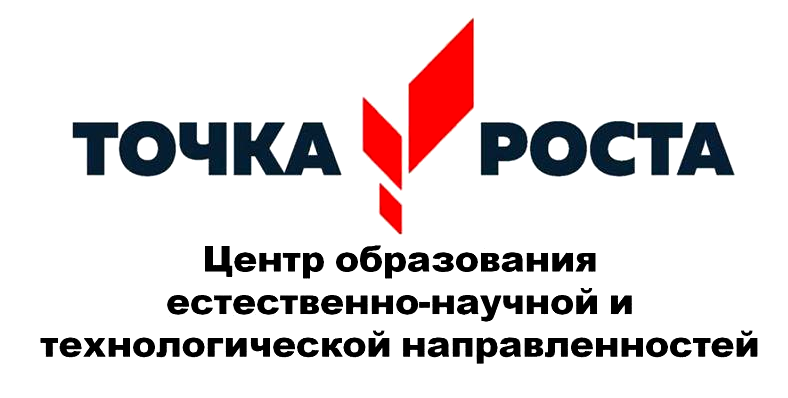 ТОЧКА РОСТА
Центр образования
естественно-научной и
технологической направленностей